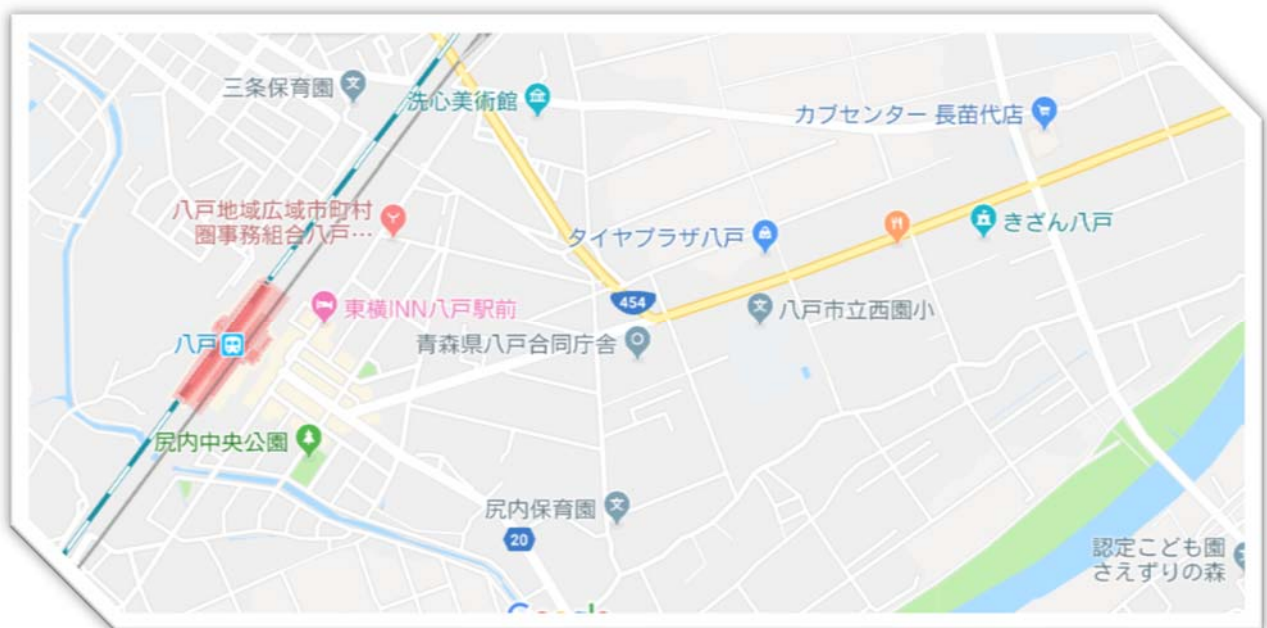 三条保育園
洗心美術館
カブセンター 長苗代店
八戸地域広域市町村
圏事務組合八戸…
タイヤプラザ八戸
きざん八戸
454
東横INN八戸駅前
八戸市立西園小
八戸
青森県八戸合同庁舎
尻内中央公園
尻内保育園
20
認定こども園
さえずりの森
文
文
文
文